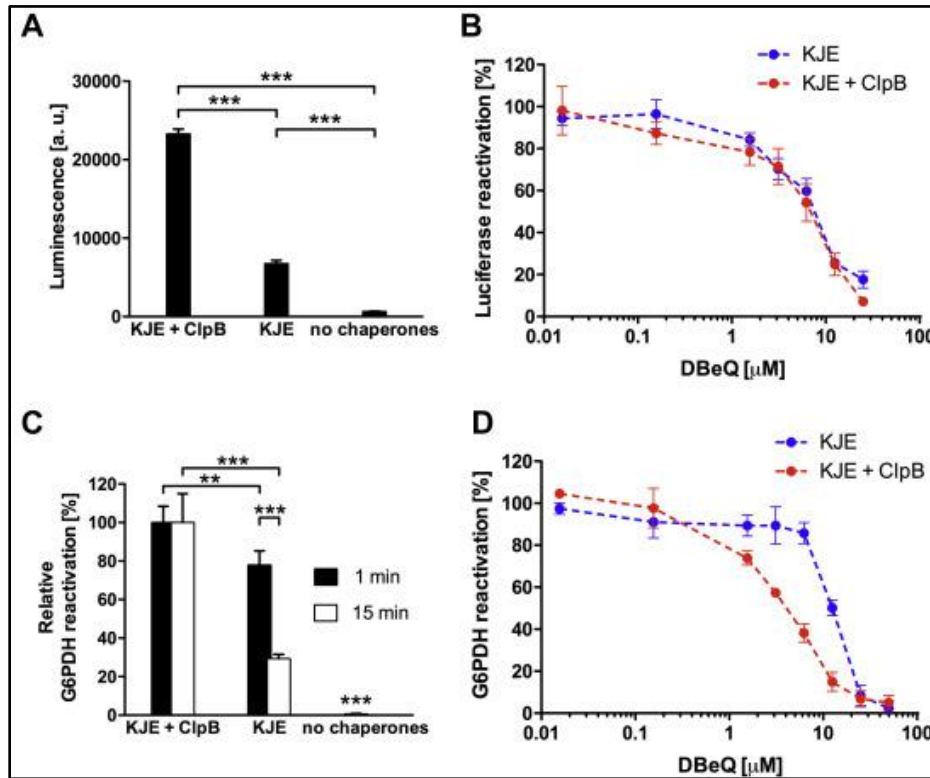 A
Luminescence [a. u.]
30000
20000
10000
0
***
***
***
KJE + ClpB
KJE
no chaperones
B
KJE
KJE + ClpB
Luciferase reactivation [%]
120
100
80
60
40
20
0
0.01
0.1
1
10
100
DBeQ [µM]
C
Relative
G6PDH reactivation [%]
120
100
80
60
40
20
0
***
**
***
***
1 min
15 min
KJE + ClpB
KJE
no chaperones
D
KJE
KJE + ClpB
G6PDH reactivation [%]
120
100
80
60
40
20
0
0.01
0.1
1
10
100
DBeQ [µM]